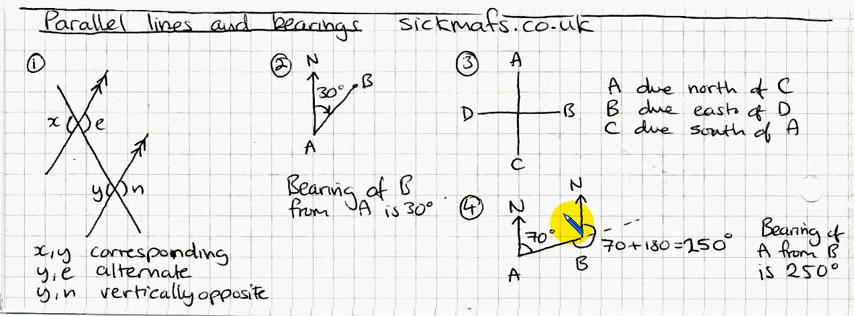 Parallel lines and bearings sickmafs.co.uk
①
x e
y n
x, y corresponding
y, e alternate
y, n vertically opposite
②
N
30° B
A
Bearing of B
from A is 30°
③
A
D B
C
A due north of C
B due east of D
C due south of A
④
N N
70°
A B
70+180=250°
Bearing of
A from B
is 250°